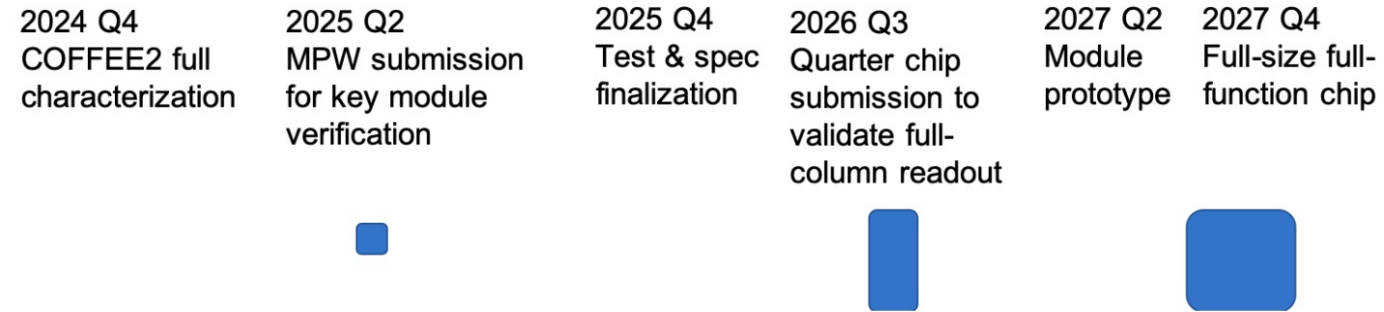 2024 Q4
COFFEE2 full
characterization
2025 Q2
MPW submission
for key module
verification
2025 Q4
Test & spec
finalization
2026 Q3
Quarter chip
submission to
validate full-
column readout
2027 Q2
Module
prototype
2027 Q4
Full-size full-
function chip